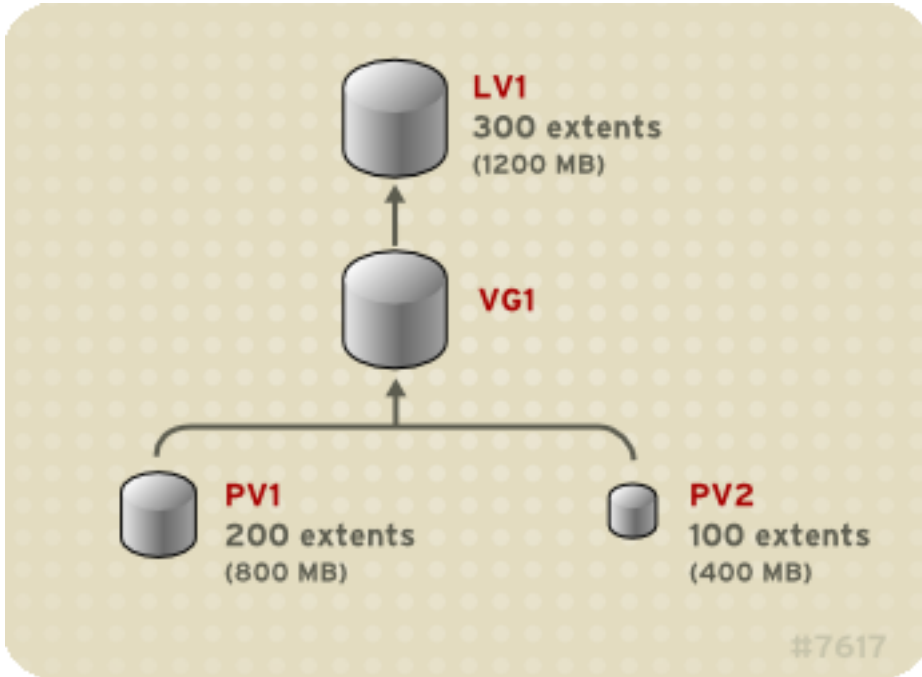 LV1
300 extents
(1200 MB)
VG1
PV1
200 extents
(800 MB)
PV2
100 extents
(400 MB)
#7617